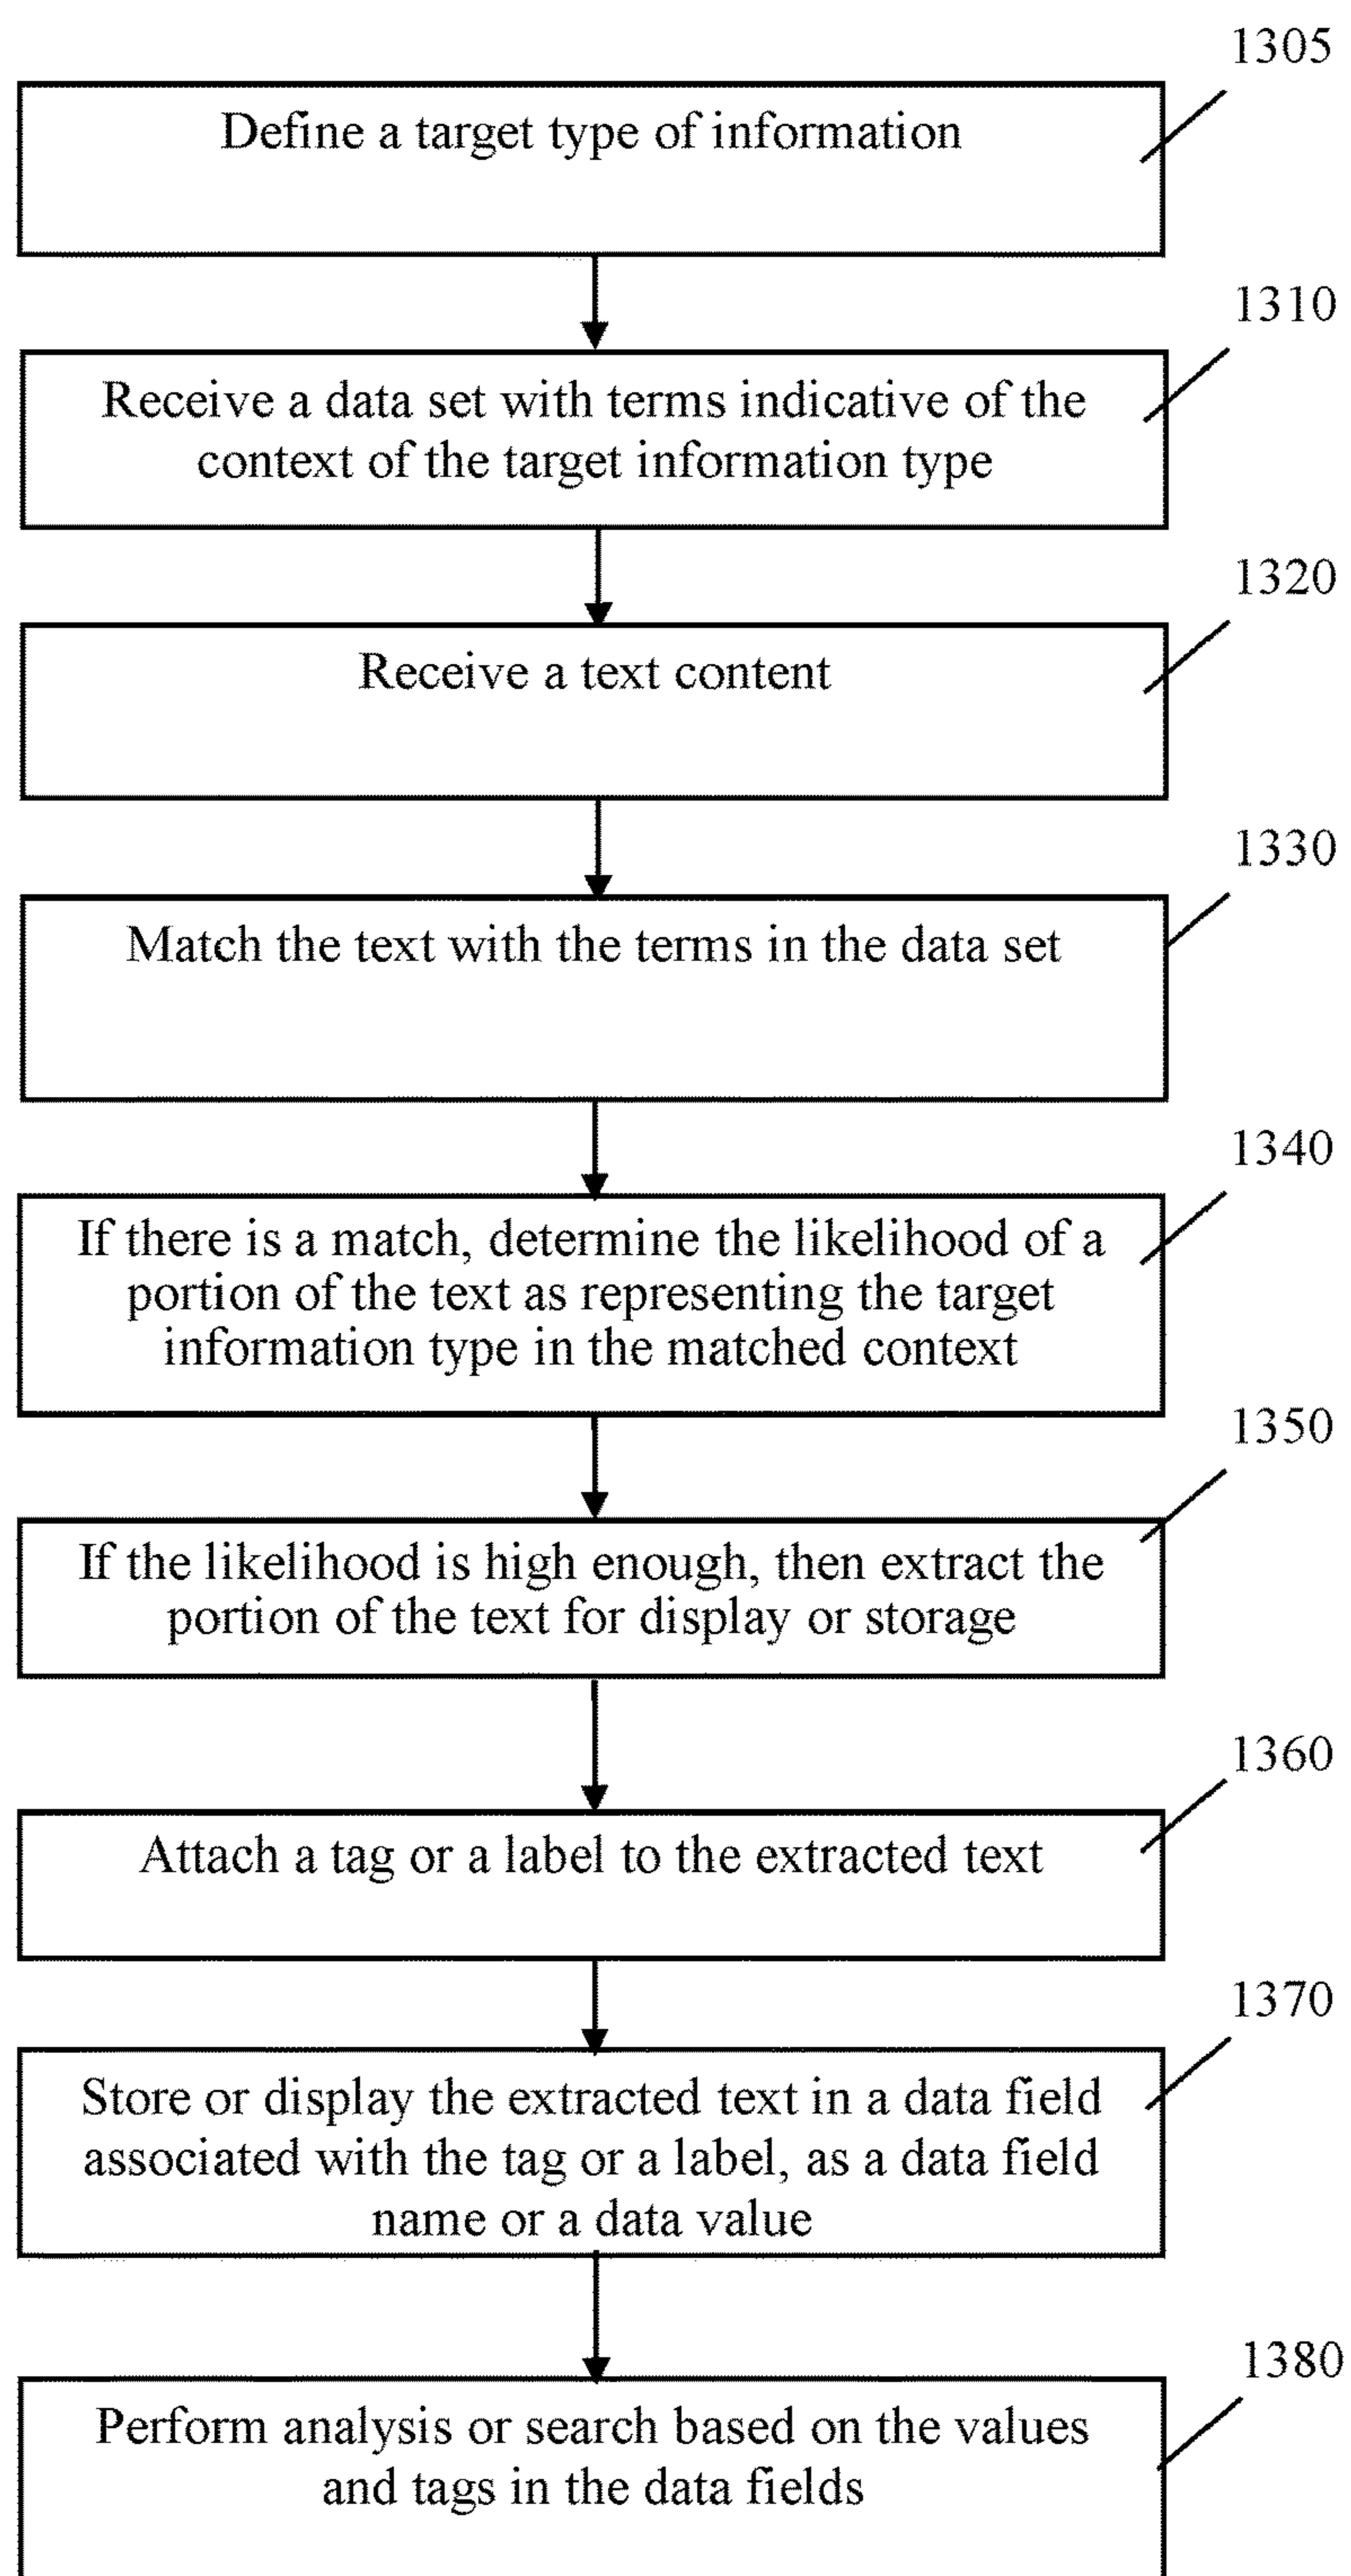 1305
Define a target type of information
1310
Receive a data set with terms indicative of the
context of the target information type
1320
Receive a text content
1330
Match the text with the terms in the data set
1340
If there is a match, determine the likelihood of a
portion of the text as representing the target
information type in the matched context
1350
If the likelihood is high enough, then extract the
portion of the text for display or storage
1360
Attach a tag or a label to the extracted text
1370
Store or display the extracted text in a data field
associated with the tag or a label, as a data field
name or a data value
1380
Perform analysis or search based on the values
and tags in the data fields